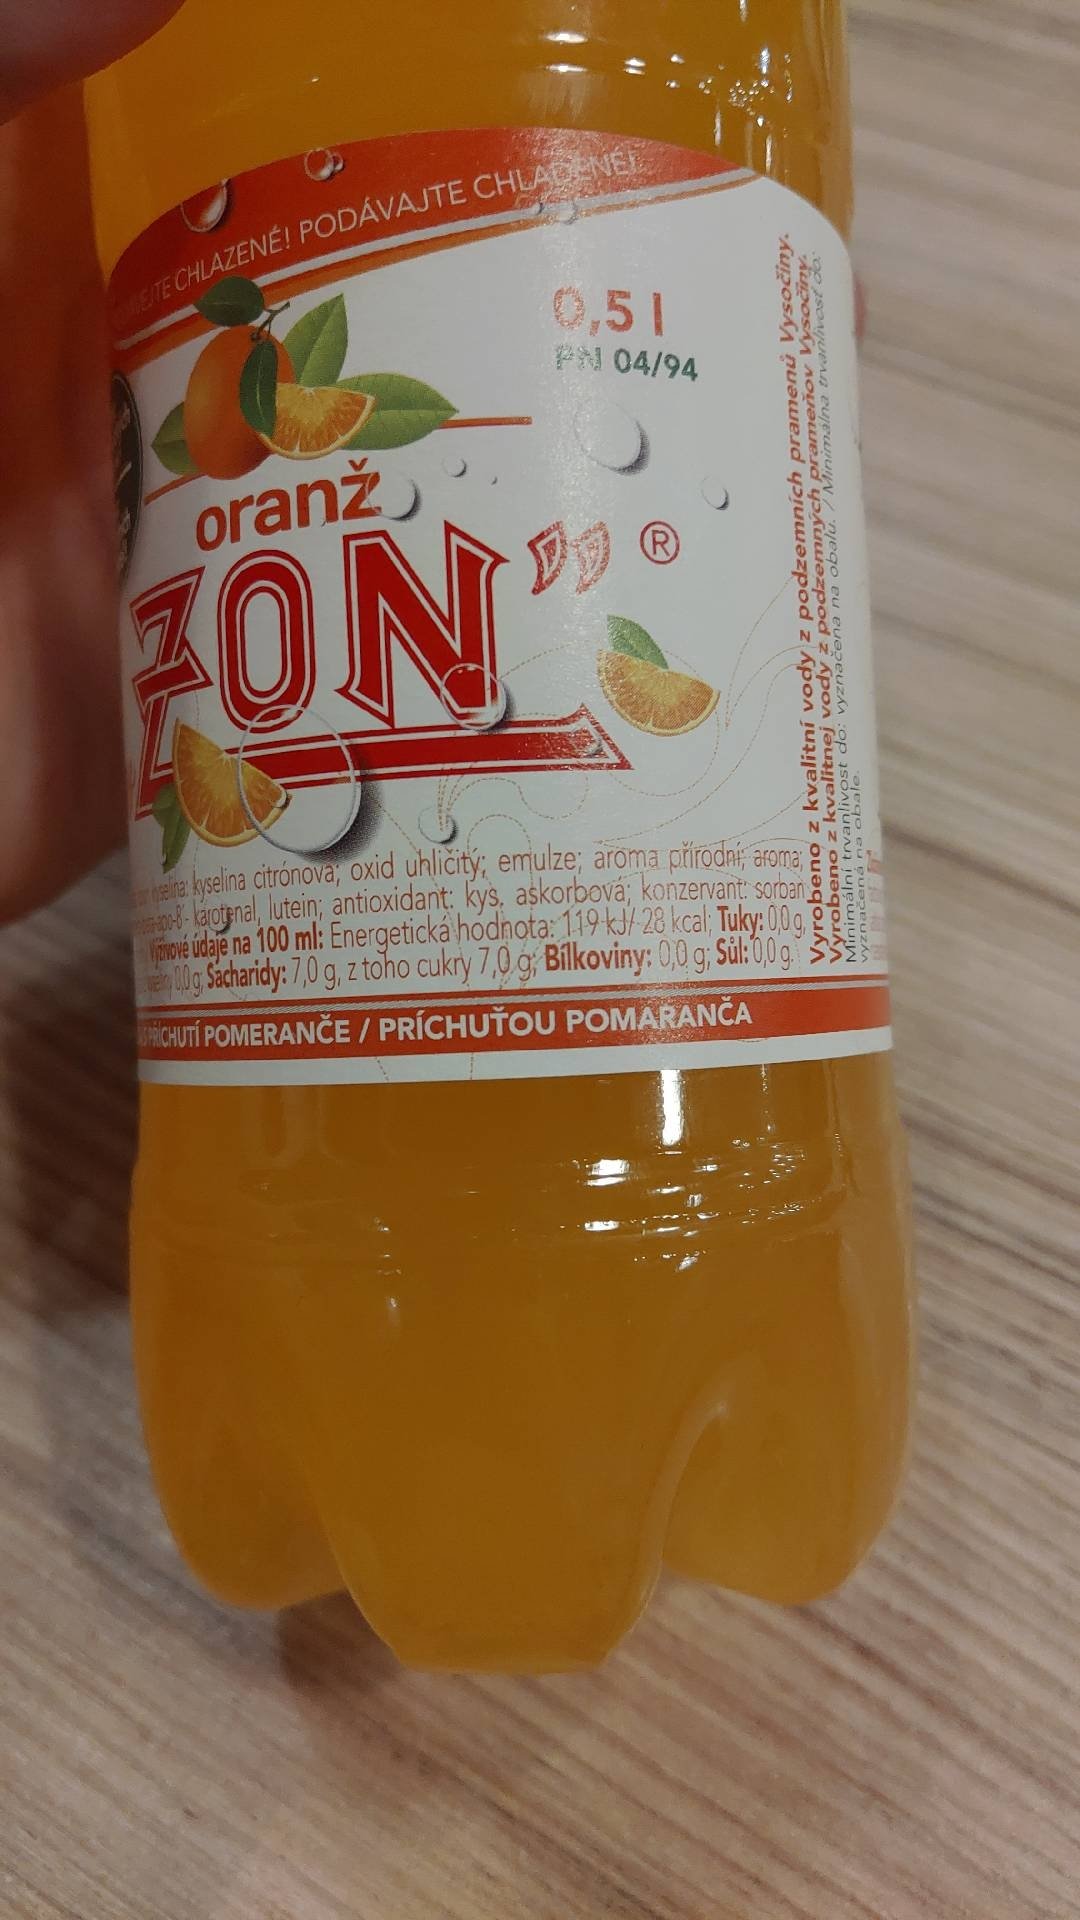 CHLAZENÉ! PODÁVAJTE CHLADENÉ!
0,5 l
PN 04/94
oranž
ZON" ®
kyselina citrónová; oxid uhličitý; emulze; aroma přírodní; aroma;
karotenal, lutein; antioxidant: kys. askorbová; konzervant: sorban
Výživové údaje na 100 ml: Energetická hodnota: 119 kJ/ 28 kcal; Tuky: 0,0 g,
0,0 g; Sacharidy: 7,0 g, z toho cukry 7,0 g; Bílkoviny: 0,0 g; Sůl: 0,0 g.
PŘÍCHUTÍ POMERANČE / PRÍCHUŤOU POMARANČA
Vyrobeno z kvalitní vody z podzemních pramenů Vysočiny.
Vyrobeno z kvalitnej vody z podzemných prameňov Vysočiny.
Minimální trvanlivost do: vyznačena na obalu. / Minimálna trvanlivosť do:
vyznačená na obale.